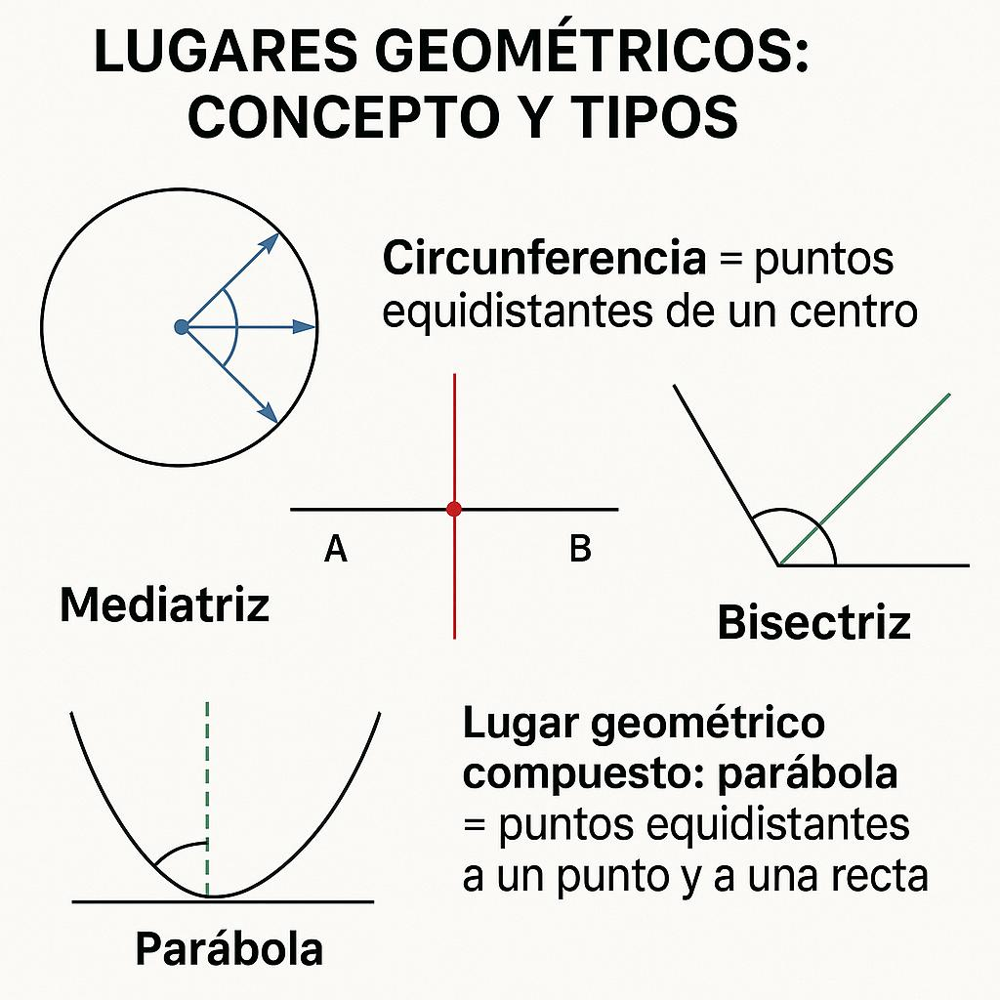 LUGARES GEOMÉTRICOS:
CONCEPTO Y TIPOS
Circunferencia = puntos
equidistantes de un centro
A
B
Mediatriz
Bisectriz
Lugar geométrico
compuesto: parábola
= puntos equidistantes
a un punto y a una recta
Parábola